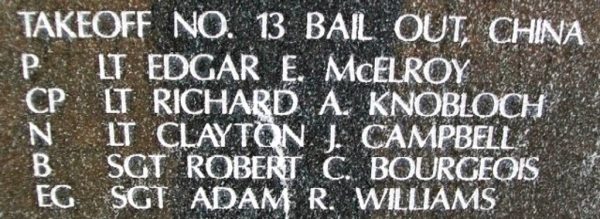 TAKEOFF NO. 13 BAIL OUT, CHINA
P LT EDGAR E. McELROY
CP LT RICHARD A. KNOBLOCH
N LT CLAYTON J. CAMPBELL
B SGT ROBERT C. BOURGEOIS
EG SGT ADAM R. WILLIAMS